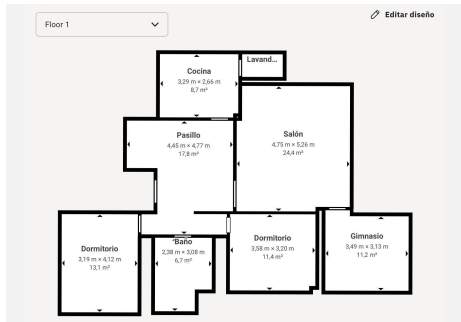 Floor 1
Editar diseño
Lavand...
Cocina
3,29 m × 2,66 m
8,7 m²
Pasillo
4,45 m × 4,77 m
17,8 m²
Salón
4,75 m × 5,26 m
24,4 m²
Dormitorio
3,19 m × 4,12 m
13,1 m²
Baño
2,38 m × 3,08 m
6,7 m²
Dormitorio
3,58 m × 3,20 m
11,4 m²
Gimnasio
3,49 m × 3,13 m
11,2 m²